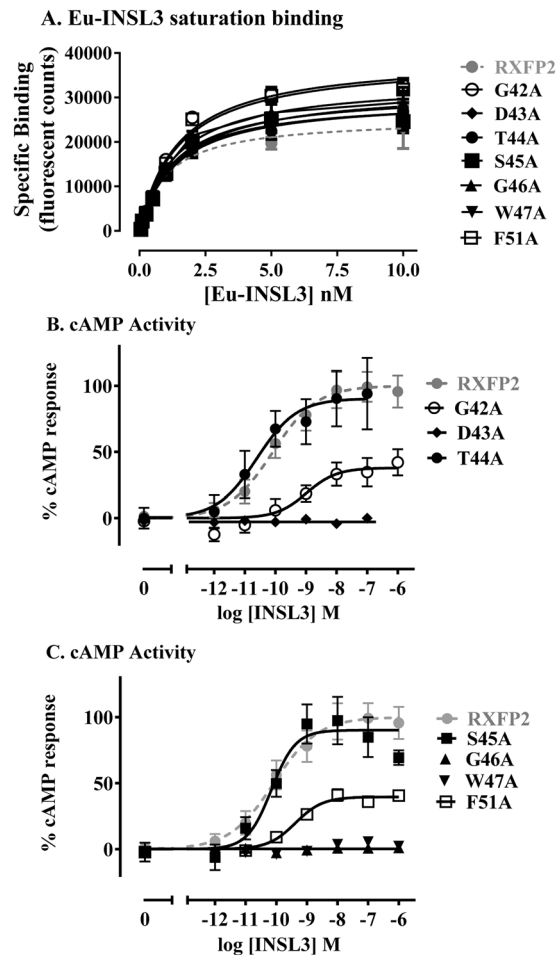 A. Eu-INSL3 saturation binding
Specific Binding
(fluorescent counts)
40000
30000
20000
10000
0
0.0 2.5 5.0 7.5 10.0
[Eu-INSL3] nM
RXFP2
G42A
D43A
T44A
S45A
G46A
W47A
F51A
B. cAMP Activity
% cAMP response
100
50
0
0 -12 -11 -10 -9 -8 -7 -6
log [INSL3] M
RXFP2
G42A
D43A
T44A
C. cAMP Activity
% cAMP response
100
50
0
0 -12 -11 -10 -9 -8 -7 -6
log [INSL3] M
RXFP2
S45A
G46A
W47A
F51A